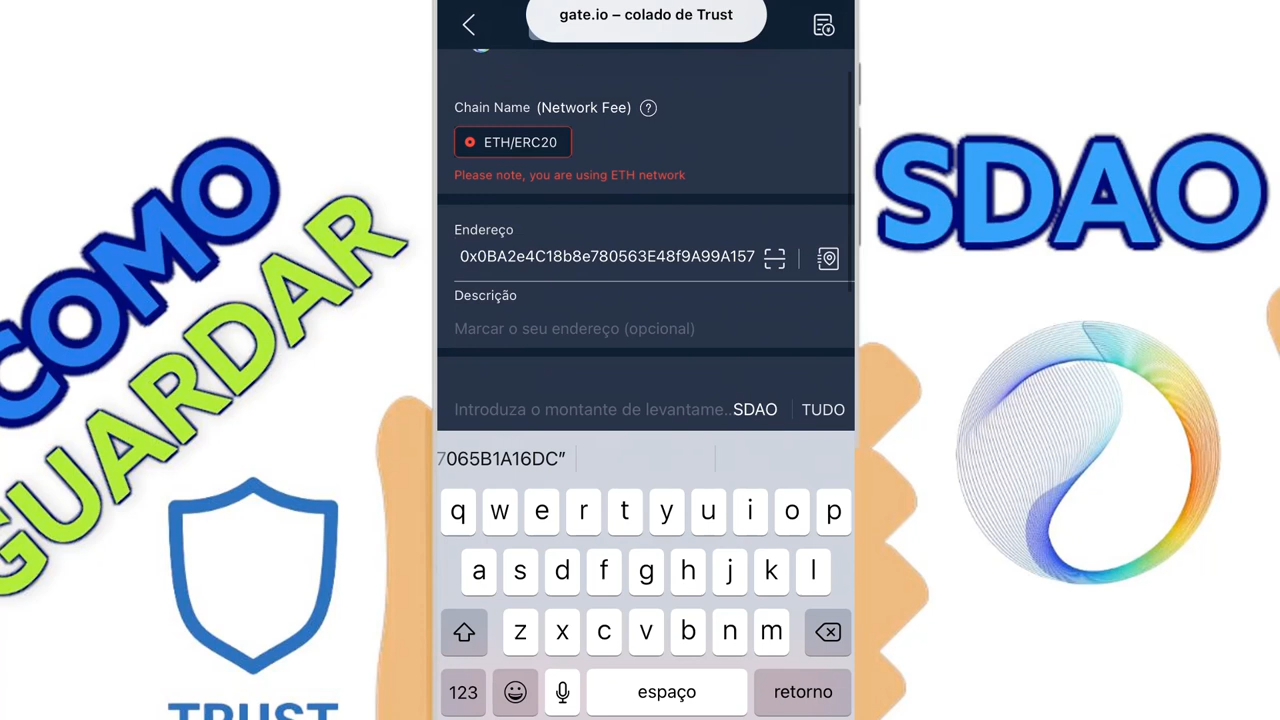 COMO
GUARDAR
TRUST
gate.io – colado de Trust
Chain Name (Network Fee) ?
ETH/ERC20
Please note, you are using ETH network
Endereço
0x0BA2e4C18b8e780563E48f9A99A157
Descrição
Marcar o seu endereço (opcional)
Introduza o montante de levantame... SDAO TUDO
7065B1A16DC”
q w e r t y u i o p
a s d f g h j k l
z x c v b n m
123 espaço retorno
SDAO